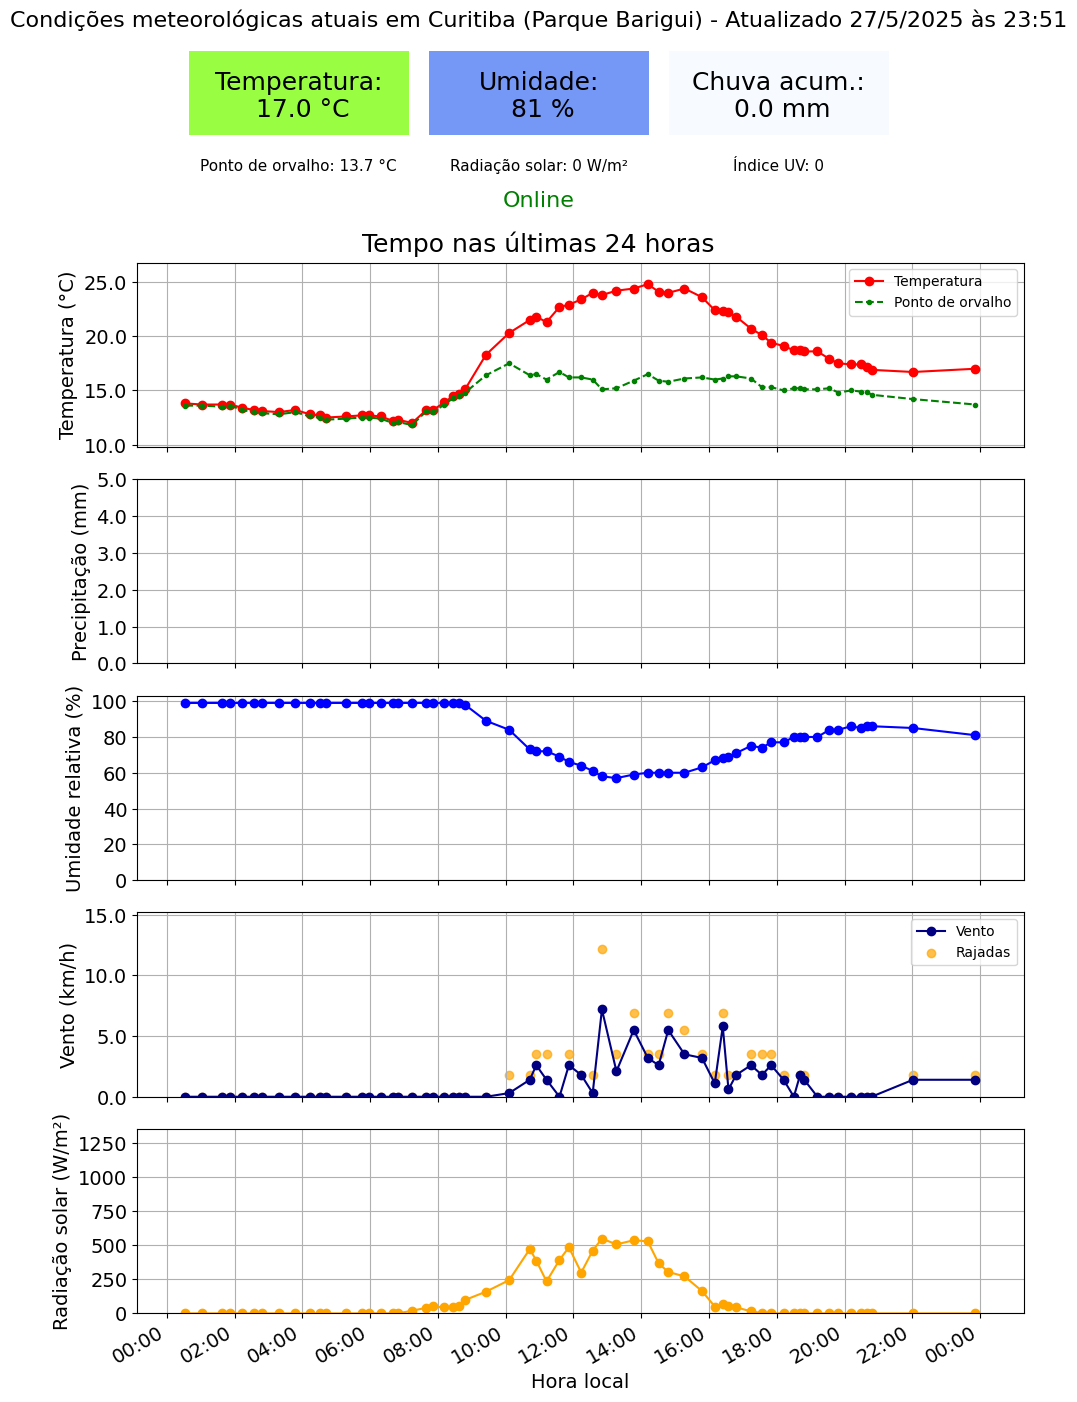 Condições meteorológicas atuais em Curitiba (Parque Barigui) - Atualizado 27/5/2025 às 23:51
Temperatura:
17.0 °C
Umidade:
81 %
Chuva acum.:
0.0 mm
Ponto de orvalho: 13.7 °C
Radiação solar: 0 W/m²
Índice UV: 0
Online
Tempo nas últimas 24 horas
Temperatura (°C)
25.0
20.0
15.0
10.0
Temperatura
Ponto de orvalho
Precipitação (mm)
5.0
4.0
3.0
2.0
1.0
0.0
Umidade relativa (%)
100
80
60
40
20
0
Vento (km/h)
15.0
10.0
5.0
0.0
Vento
Rajadas
Radiação solar (W/m²)
1250
1000
750
500
250
0
00:00
02:00
04:00
06:00
08:00
10:00
12:00
14:00
16:00
18:00
20:00
22:00
00:00
Hora local